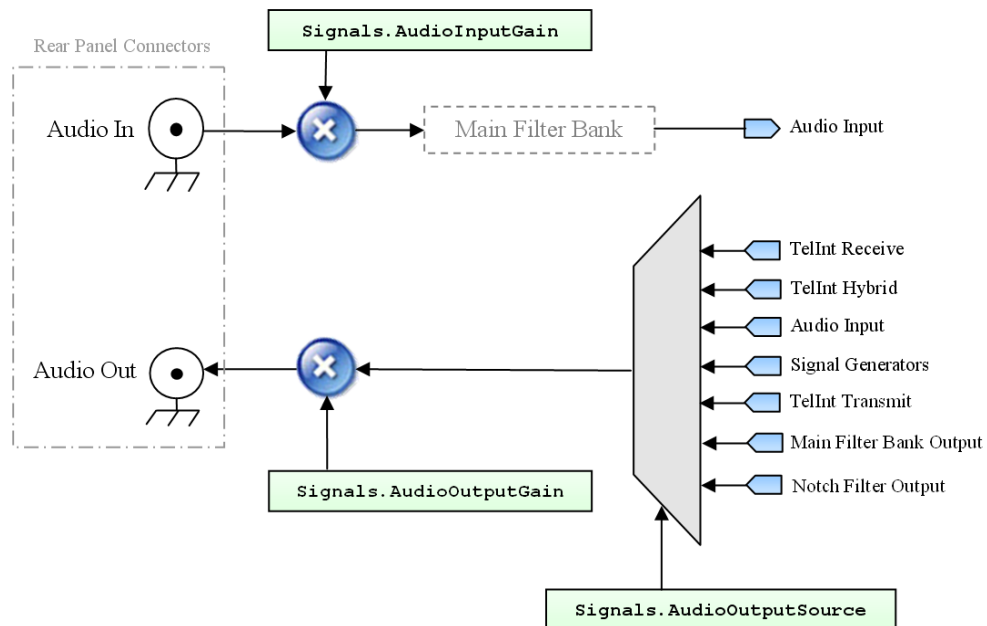 Signals.AudioInputGain
Rear Panel Connectors
Audio In
Main Filter Bank
Audio Input
TelInt Receive
TelInt Hybrid
Audio Input
Signal Generators
Audio Out
TelInt Transmit
Main Filter Bank Output
Signals.AudioOutputGain
Notch Filter Output
Signals.AudioOutputSource